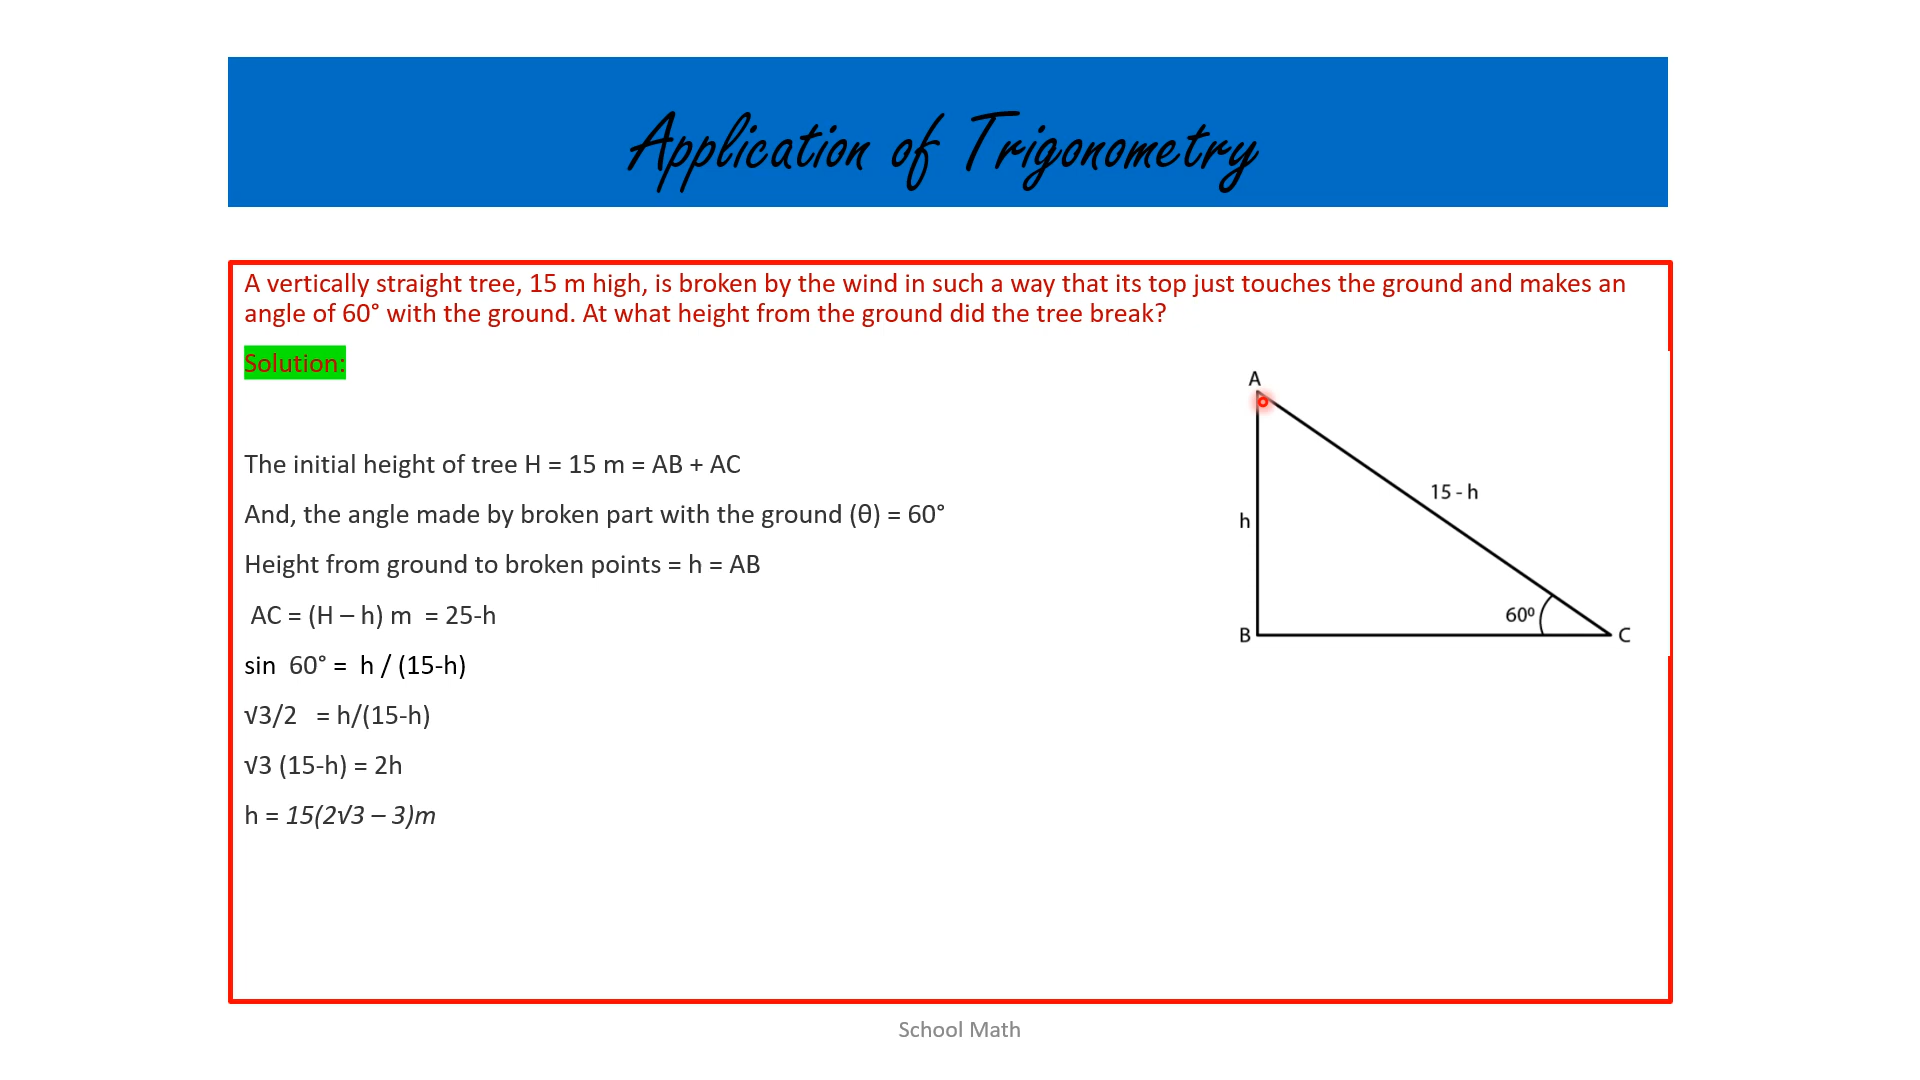 Application of Trigonometry
A vertically straight tree, 15 m high, is broken by the wind in such a way that its top just touches the ground and makes an
angle of 60° with the ground. At what height from the ground did the tree break?
Solution:
The initial height of tree H = 15 m = AB + AC
And, the angle made by broken part with the ground (θ) = 60°
Height from ground to broken points = h = AB
AC = (H – h) m = 25-h
sin 60° = h / (15-h)
√3/2 = h/(15-h)
√3 (15-h) = 2h
h = 15(2√3 – 3)m
A
15 - h
h
60⁰
B
C
School Math